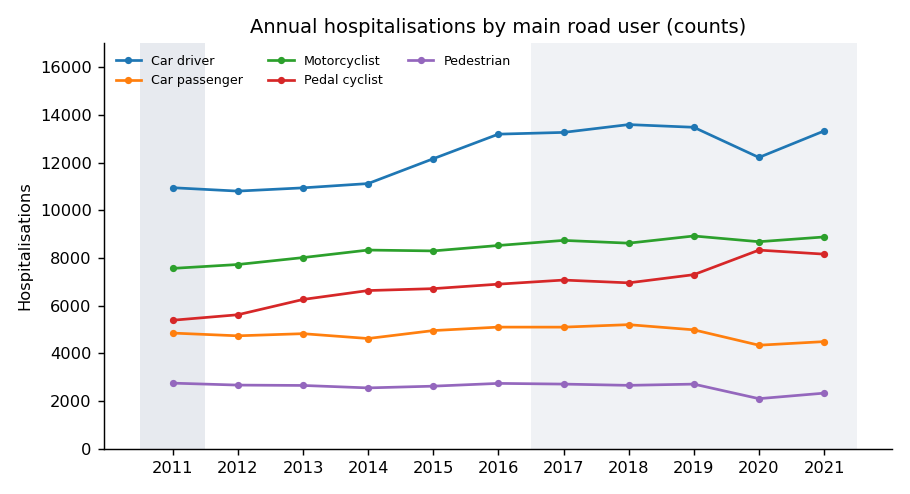 Annual hospitalisations by main road user (counts)
Car driver
Car passenger
Motorcyclist
Pedal cyclist
Pedestrian
Hospitalisations
16000
14000
12000
10000
8000
6000
4000
2000
0
2011 2012 2013 2014 2015 2016 2017 2018 2019 2020 2021